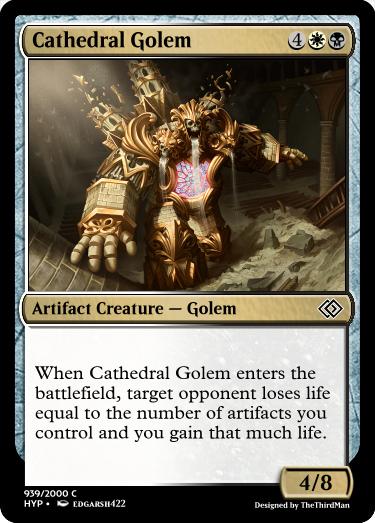 Cathedral Golem 4
Artifact Creature — Golem
When Cathedral Golem enters the
battlefield, target opponent loses life
equal to the number of artifacts you
control and you gain that much life.
4/8
939/2000 C
HYP • EDGARSH422
Designed by TheThirdMan